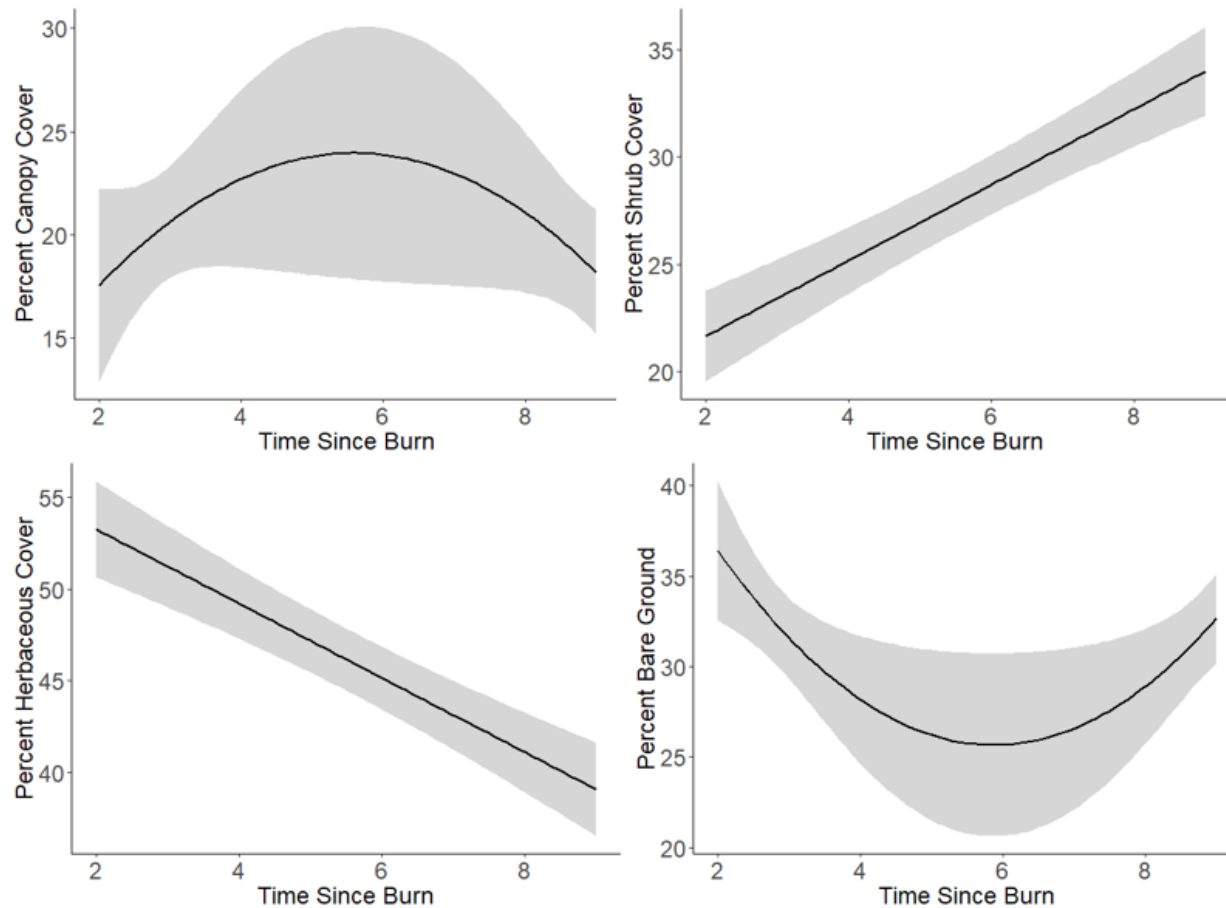 Percent Canopy Cover
30
25
20
15
2 4 6 8
Time Since Burn
Percent Shrub Cover
35
30
25
20
2 4 6 8
Time Since Burn
Percent Herbaceous Cover
55
50
45
40
2 4 6 8
Time Since Burn
Percent Bare Ground
40
35
30
25
20
2 4 6 8
Time Since Burn